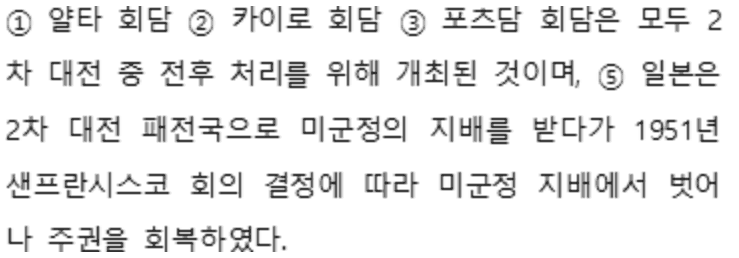 ① 얄타 회담 ② 카이로 회담 ③ 포츠담 회담은 모두 2
차 대전 중 전후 처리를 위해 개최된 것이며, ⑤ 일본은
2차 대전 패전국으로 미군정의 지배를 받다가 1951년
샌프란시스코 회의 결정에 따라 미군정 지배에서 벗어
나 주권을 회복하였다.